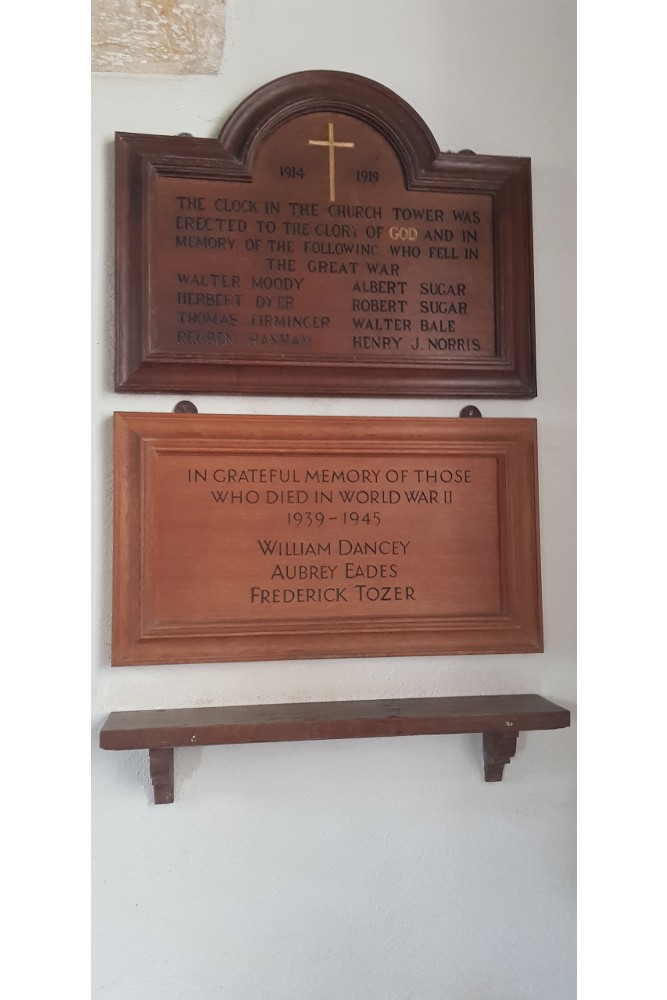 1914 1919
THE CLOCK IN THE CHURCH TOWER WAS
ERECTED TO THE GLORY OF GOD AND IN
MEMORY OF THE FOLLOWING WHO FELL IN
THE GREAT WAR
WALTER MOODY ALBERT SUGAR
HERBERT DYER ROBERT SUGAR
THOMAS FIRMINGER WALTER BALE
REUBEN HANHAM HENRY J. NORRIS
IN GRATEFUL MEMORY OF THOSE
WHO DIED IN WORLD WAR II
1939-1945
WILLIAM DANCEY
AUBREY EADES
FREDERICK TOZER